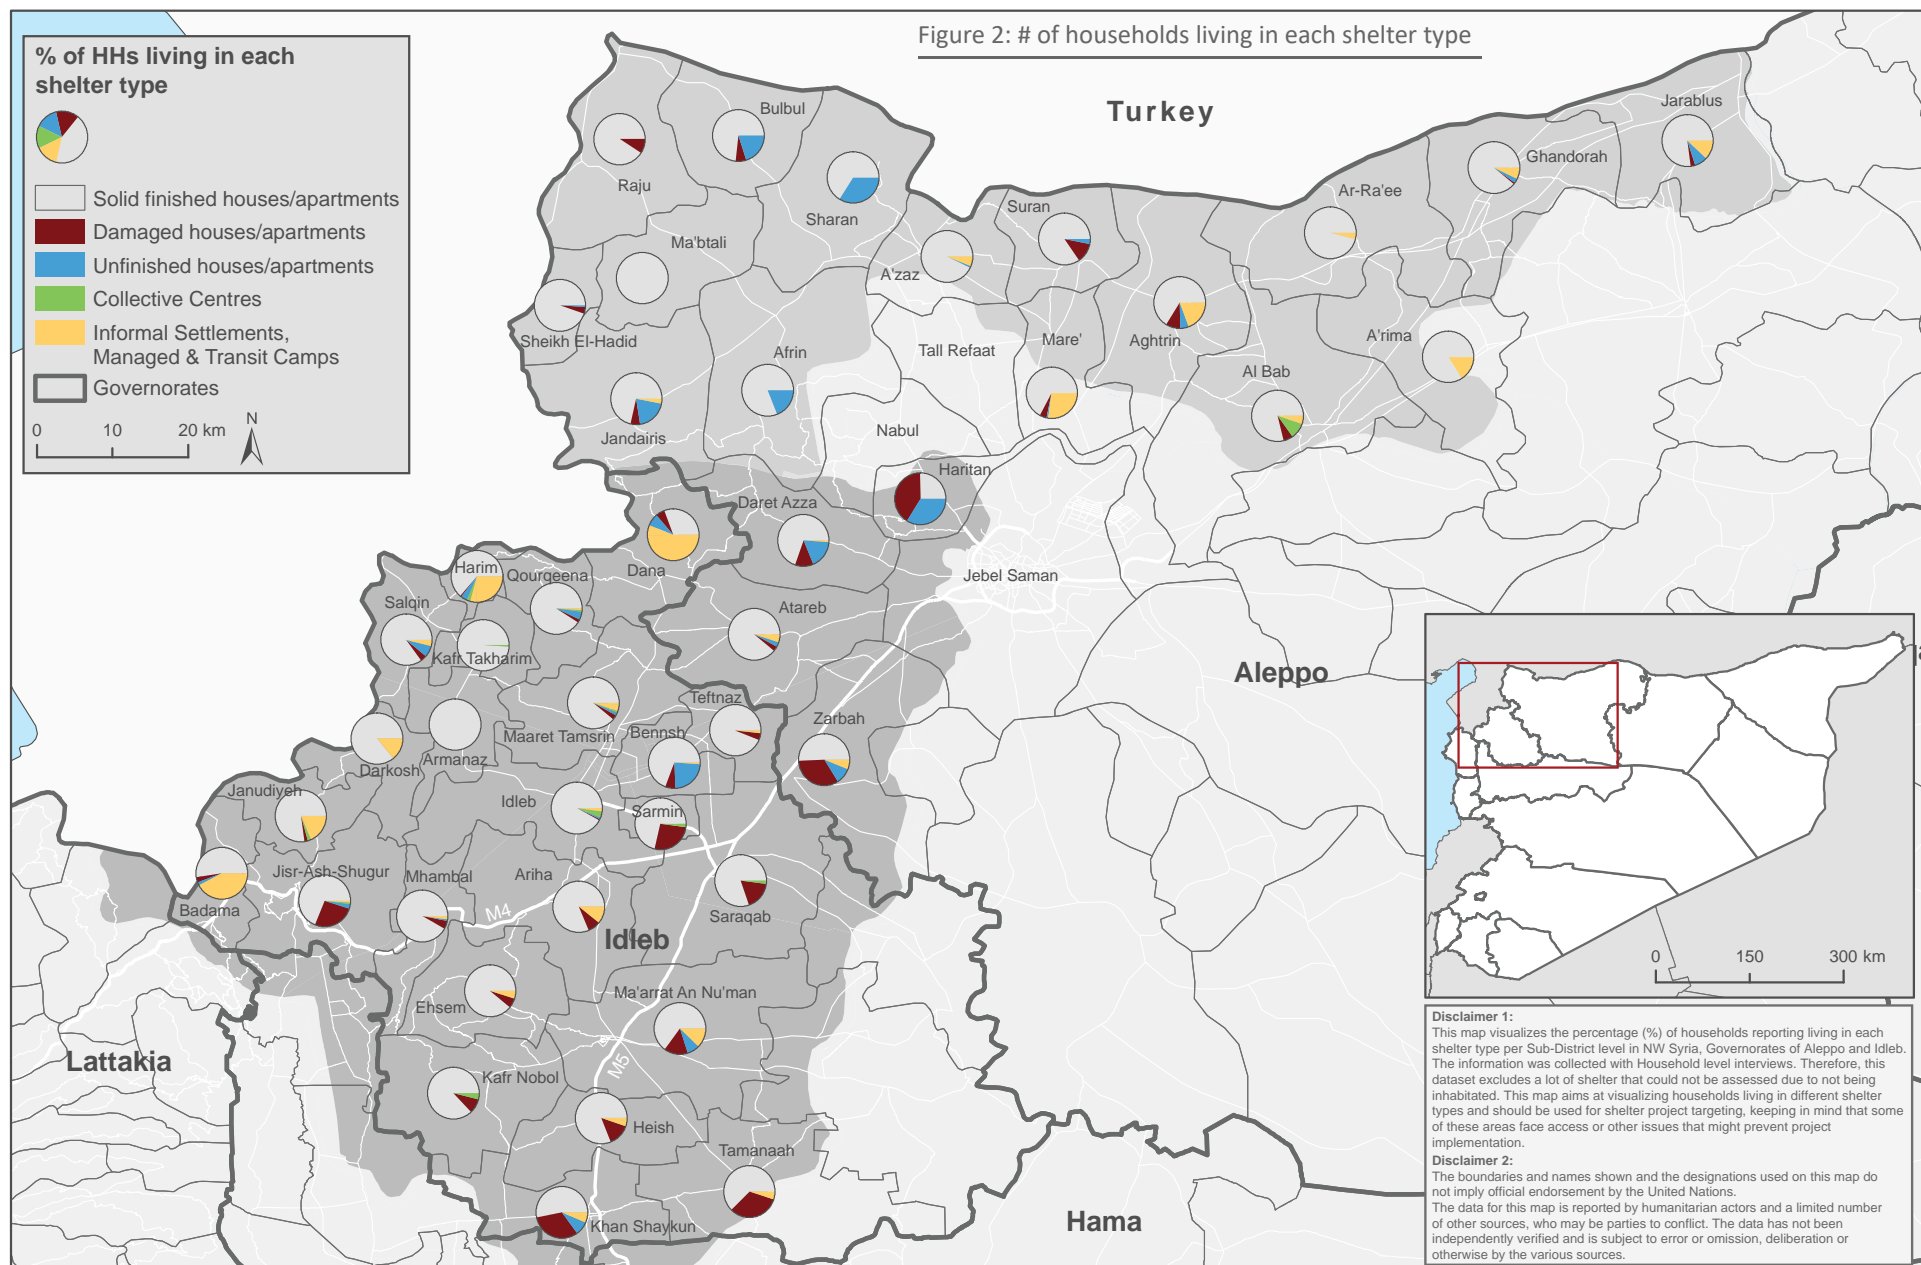 Figure 2: # of households living in each shelter type
% of HHs living in each
shelter type
Solid finished houses/apartments
Damaged houses/apartments
Unfinished houses/apartments
Collective Centres
Informal Settlements,
Managed & Transit Camps
Governorates
0 10 20 km
N
Turkey
Bulbul
Raju
Sharan
Ma'btali
Sheikh El-Hadid
Afrin
Jandairis
A'zaz
Suran
Ar-Ra'ee
Ghandorah
Jarablus
Tall Refaat
Mare'
Aghtrin
A'rima
Al Bab
Nabul
Haritan
Daret Azza
Dana
Jebel Saman
Harim
Qourqeena
Salqin
Kafr Takharim
Atareb
Aleppo
Teftnaz
Zarbah
Maaret Tamsrin
Bennsh
Armanaz
Darkosh
Janudiyeh
Idleb
Sarmin
Jisr-Ash-Shugur
Mhambal
Ariha
Badama
M4
Saraqab
Idleb
Ehsem
Ma'arrat An Nu'man
Lattakia
M5
Kafr Nobol
Heish
Tamanaah
Khan Shaykun
Hama
0 150 300 km
Disclaimer 1:
This map visualizes the percentage (%) of households reporting living in each
shelter type per Sub-District level in NW Syria, Governorates of Aleppo and Idleb.
The information was collected with Household level interviews. Therefore, this
dataset excludes a lot of shelter that could not be assessed due to not being
inhabitated. This map aims at visualizing households living in different shelter
types and should be used for shelter project targeting, keeping in mind that some
of these areas face access or other issues that might prevent project
implementation.
Disclaimer 2:
The boundaries and names shown and the designations used on this map do
not imply official endorsement by the United Nations.
The data for this map is reported by humanitarian actors and a limited number
of other sources, who may be parties to conflict. The data has not been
independently verified and is subject to error or omission, deliberation or
otherwise by the various sources.